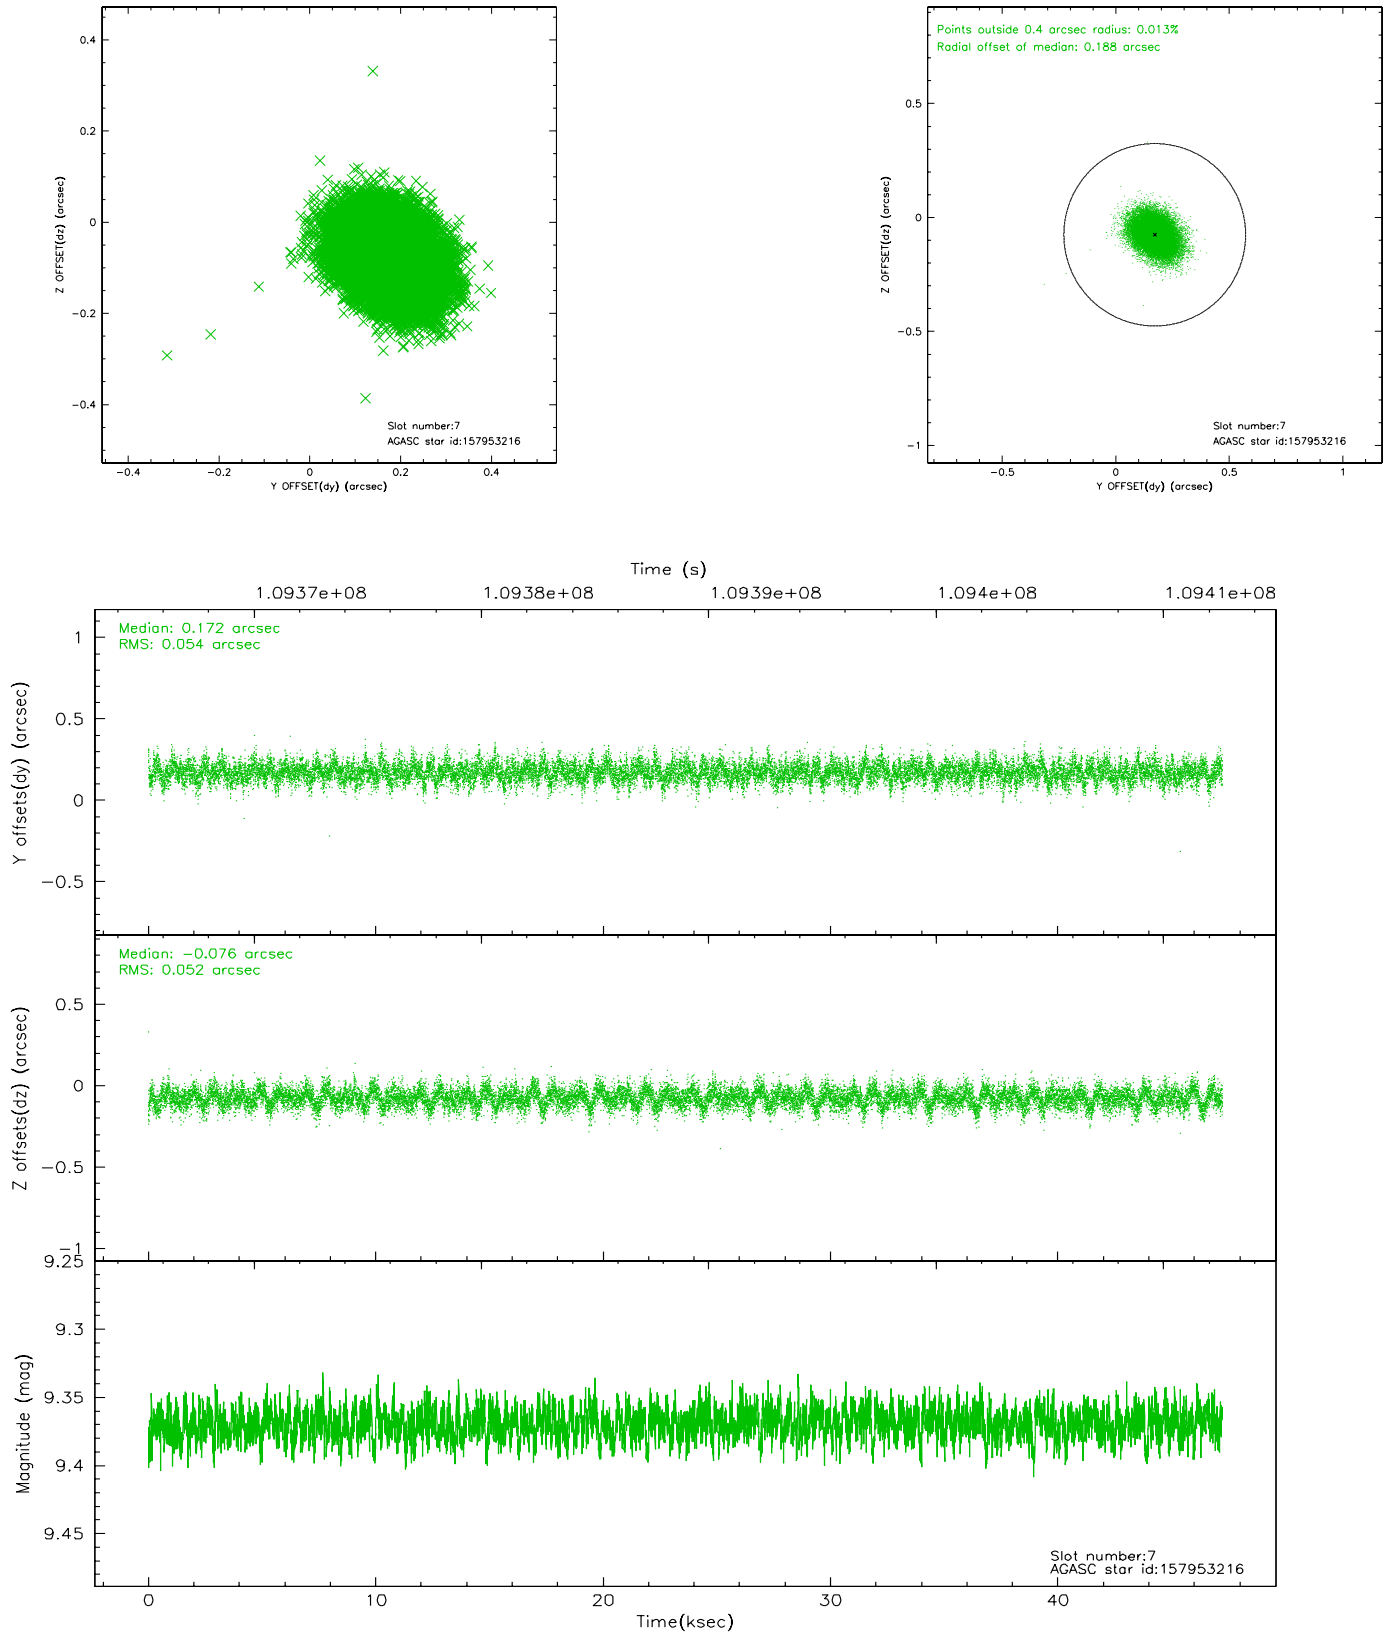 0.4
0.2
0
−0.2
−0.4
Z OFFSET(dz) (arcsec)
Slot number:7
AGASC star id:157953216
−0.4 −0.2 0 0.2 0.4
Y OFFSET(dy) (arcsec)
Points outside 0.4 arcsec radius: 0.013%
Radial offset of median: 0.188 arcsec
0.5
0
−0.5
−1
Z OFFSET(dz) (arcsec)
Slot number:7
AGASC star id:157953216
−0.5 0 0.5 1
Y OFFSET(dy) (arcsec)
Time (s)
1.0937e+08 1.0938e+08 1.0939e+08 1.094e+08 1.0941e+08
Median: 0.172 arcsec
RMS: 0.054 arcsec
1
0.5
0
−0.5
Y offsets(dy) (arcsec)
Median: −0.076 arcsec
RMS: 0.052 arcsec
0.5
0
−0.5
−1
Z offsets(dz) (arcsec)
9.25
9.3
9.35
9.4
9.45
Magnitude (mag)
Slot number:7
AGASC star id:157953216
0 10 20 30 40
Time(ksec)